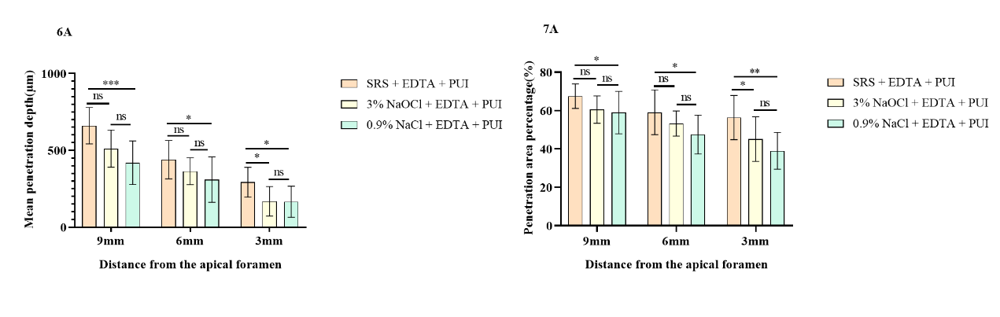 6A
Mean penetration depth(μm)
1000
500
0
***
ns
ns
*
ns
ns
*
*
ns
9mm
6mm
3mm
Distance from the apical foramen
SRS + EDTA + PUI
3% NaOCl + EDTA + PUI
0.9% NaCl + EDTA + PUI
7A
Penetration area percentage(%)
80
60
40
20
0
*
ns
ns
*
ns
ns
**
*
ns
9mm
6mm
3mm
Distance from the apical foramen
SRS + EDTA + PUI
3% NaOCl + EDTA + PUI
0.9% NaCl + EDTA + PUI